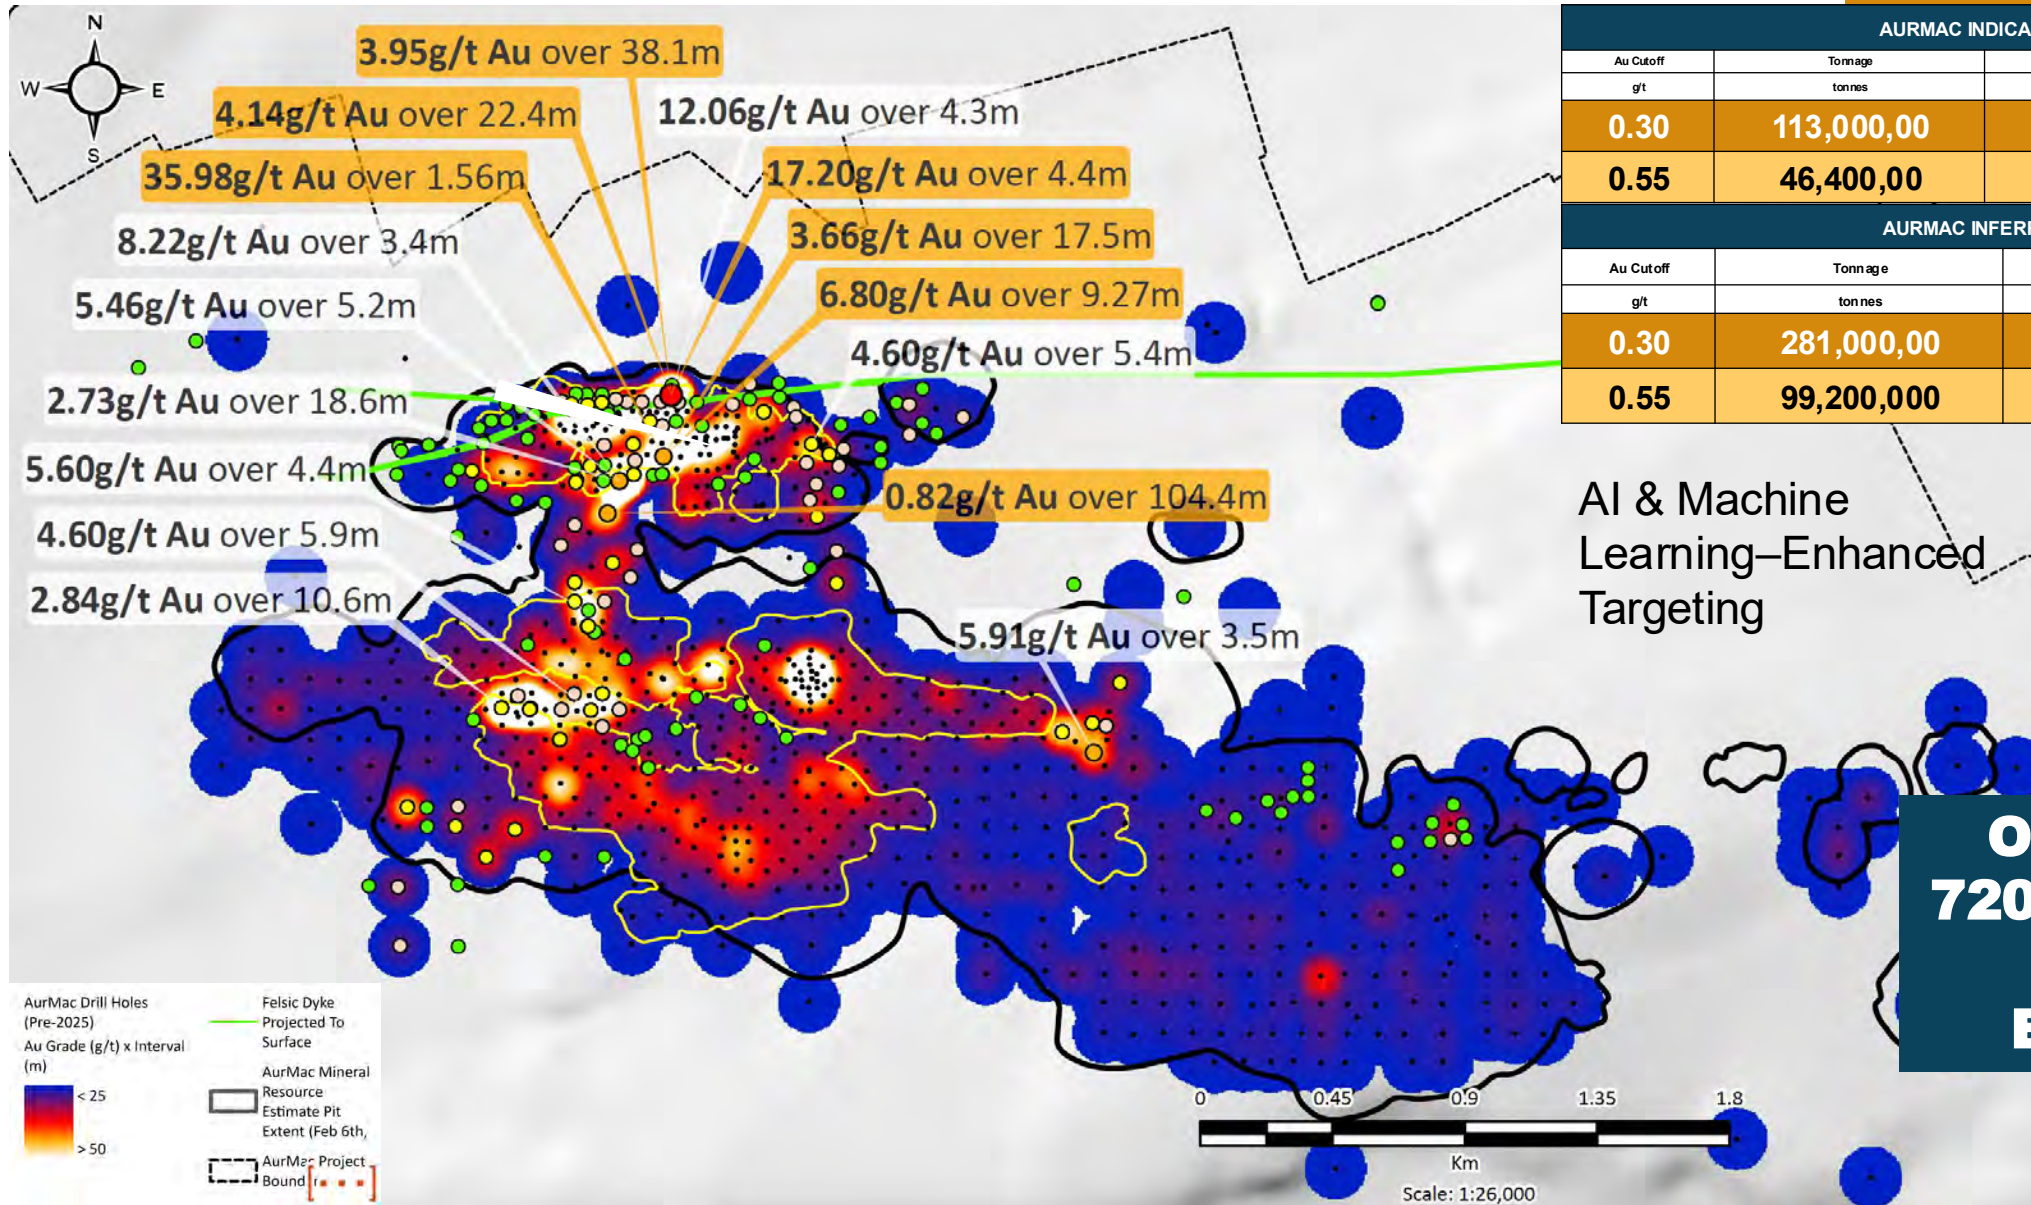 N
W
E
S
3.95g/t Au over 38.1m
4.14g/t Au over 22.4m
12.06g/t Au over 4.3m
35.98g/t Au over 1.56m
17.20g/t Au over 4.4m
8.22g/t Au over 3.4m
3.66g/t Au over 17.5m
5.46g/t Au over 5.2m
6.80g/t Au over 9.27m
4.60g/t Au over 5.4m
2.73g/t Au over 18.6m
5.60g/t Au over 4.4m
0.82g/t Au over 104.4m
4.60g/t Au over 5.9m
2.84g/t Au over 10.6m
5.91g/t Au over 3.5m
AURMAC INDICA
Au Cutoff Tonnage
g/t tonnes
0.30 113,000,00
0.55 46,400,00
AURMAC INFER
Au Cutoff Tonnage
g/t tonnes
0.30 281,000,00
0.55 99,200,000
AI & Machine
Learning–Enhanced
Targeting
O
720
AurMac Drill Holes
(Pre-2025)
Au Grade (g/t) x Interval
(m)
< 25
> 50
Felsic Dyke
Projected To
Surface
AurMac Mineral
Resource
Estimate Pit
Extent (Feb 6th,
AurMac Project
Bound
0 0.45 0.9 1.35 1.8
Km
Scale: 1:26,000